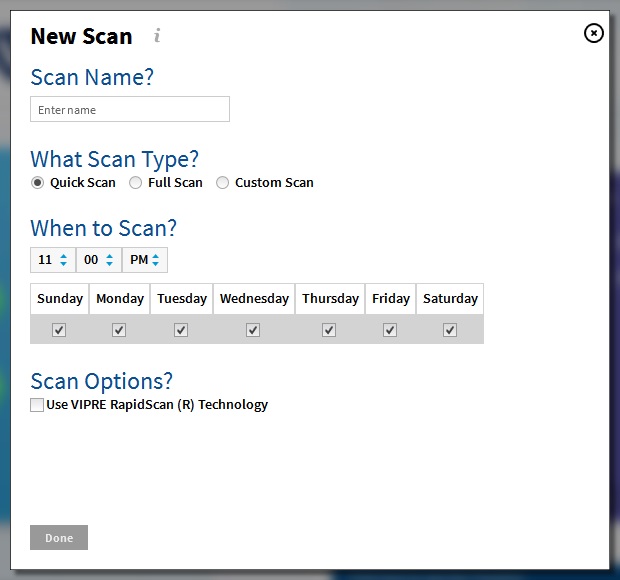 New Scan i
Scan Name?
Enter name
What Scan Type?
Quick Scan Full Scan Custom Scan
When to Scan?
11 00 PM
Sunday Monday Tuesday Wednesday Thursday Friday Saturday
Scan Options?
Use VIPRE RapidScan (R) Technology
Done